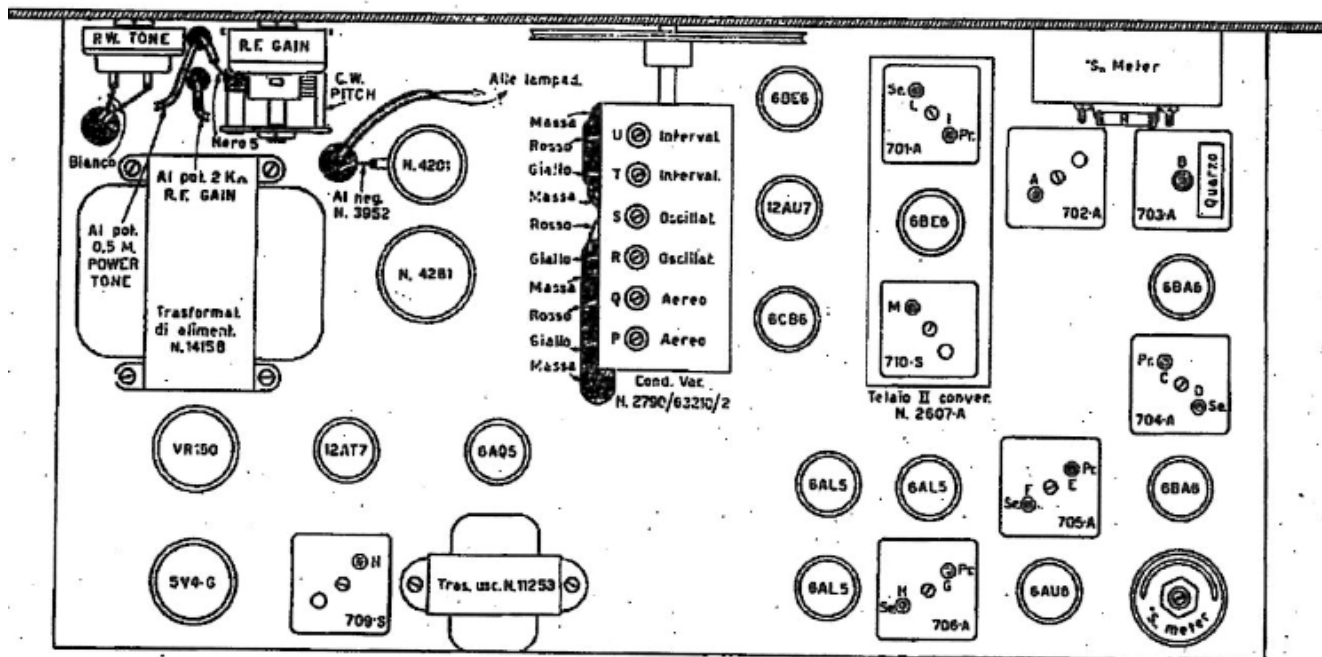 P.W. TONE
R.F. GAIN
C.W.
PITCH
Alle lampad.
Nero 5
Bianco
Al pot. 2 KΩ
R.F. GAIN
Al pot.
0,5 M.
POWER
TONE
Al neg.
N. 3952
N. 4201
N. 4281
Trasformat.
di aliment.
N.14158
Massa
Rosso
Giallo
Massa
Rosso
Giallo
Massa
Rosso
Giallo
Massa
U Interval.
T Interval.
S Oscillat.
R Oscillat.
Q Aereo
P Aereo
Cond. Var.
N. 2790/63210/2
6BE6
12AU7
6CB6
Se.
L
I
Pr.
701-A
6BE6
M
710-S
Telaio II conver.
N. 2607-A
"S" Meter
A
702-A
B
Quarzo
703-A
6BA6
Pr.
C
D
Se.
704-A
VR150
12AT7
6AQ5
6AL5
6AL5
Pr.
F
E
Se.
705-A
6BA6
5V4-G
N
709-S
Tras. usc. N.11253
6AL5
Pr.
H
G
Se.
706-A
6AU6
"S" meter